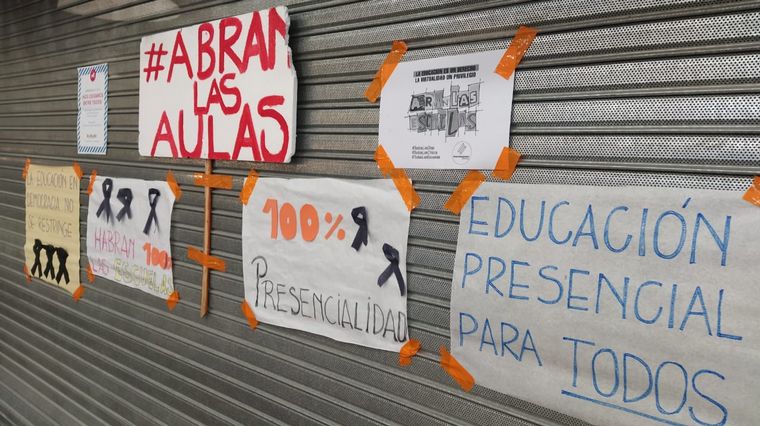 #ABRAN
LAS
AULAS
LA EDUCACIÓN ES UN DERECHO
LA VIRTUALIDAD UN PRIVILEGIO
ABRAN LAS
ESCUELAS
LA EDUCACIÓN EN
DEMOCRACIA NO
SE RESTRINGE
100%
HABRAN
LAS ESCUELAS
100%
PRESENCIALIDAD
EDUCACIÓN
PRESENCIAL
PARA TODOS